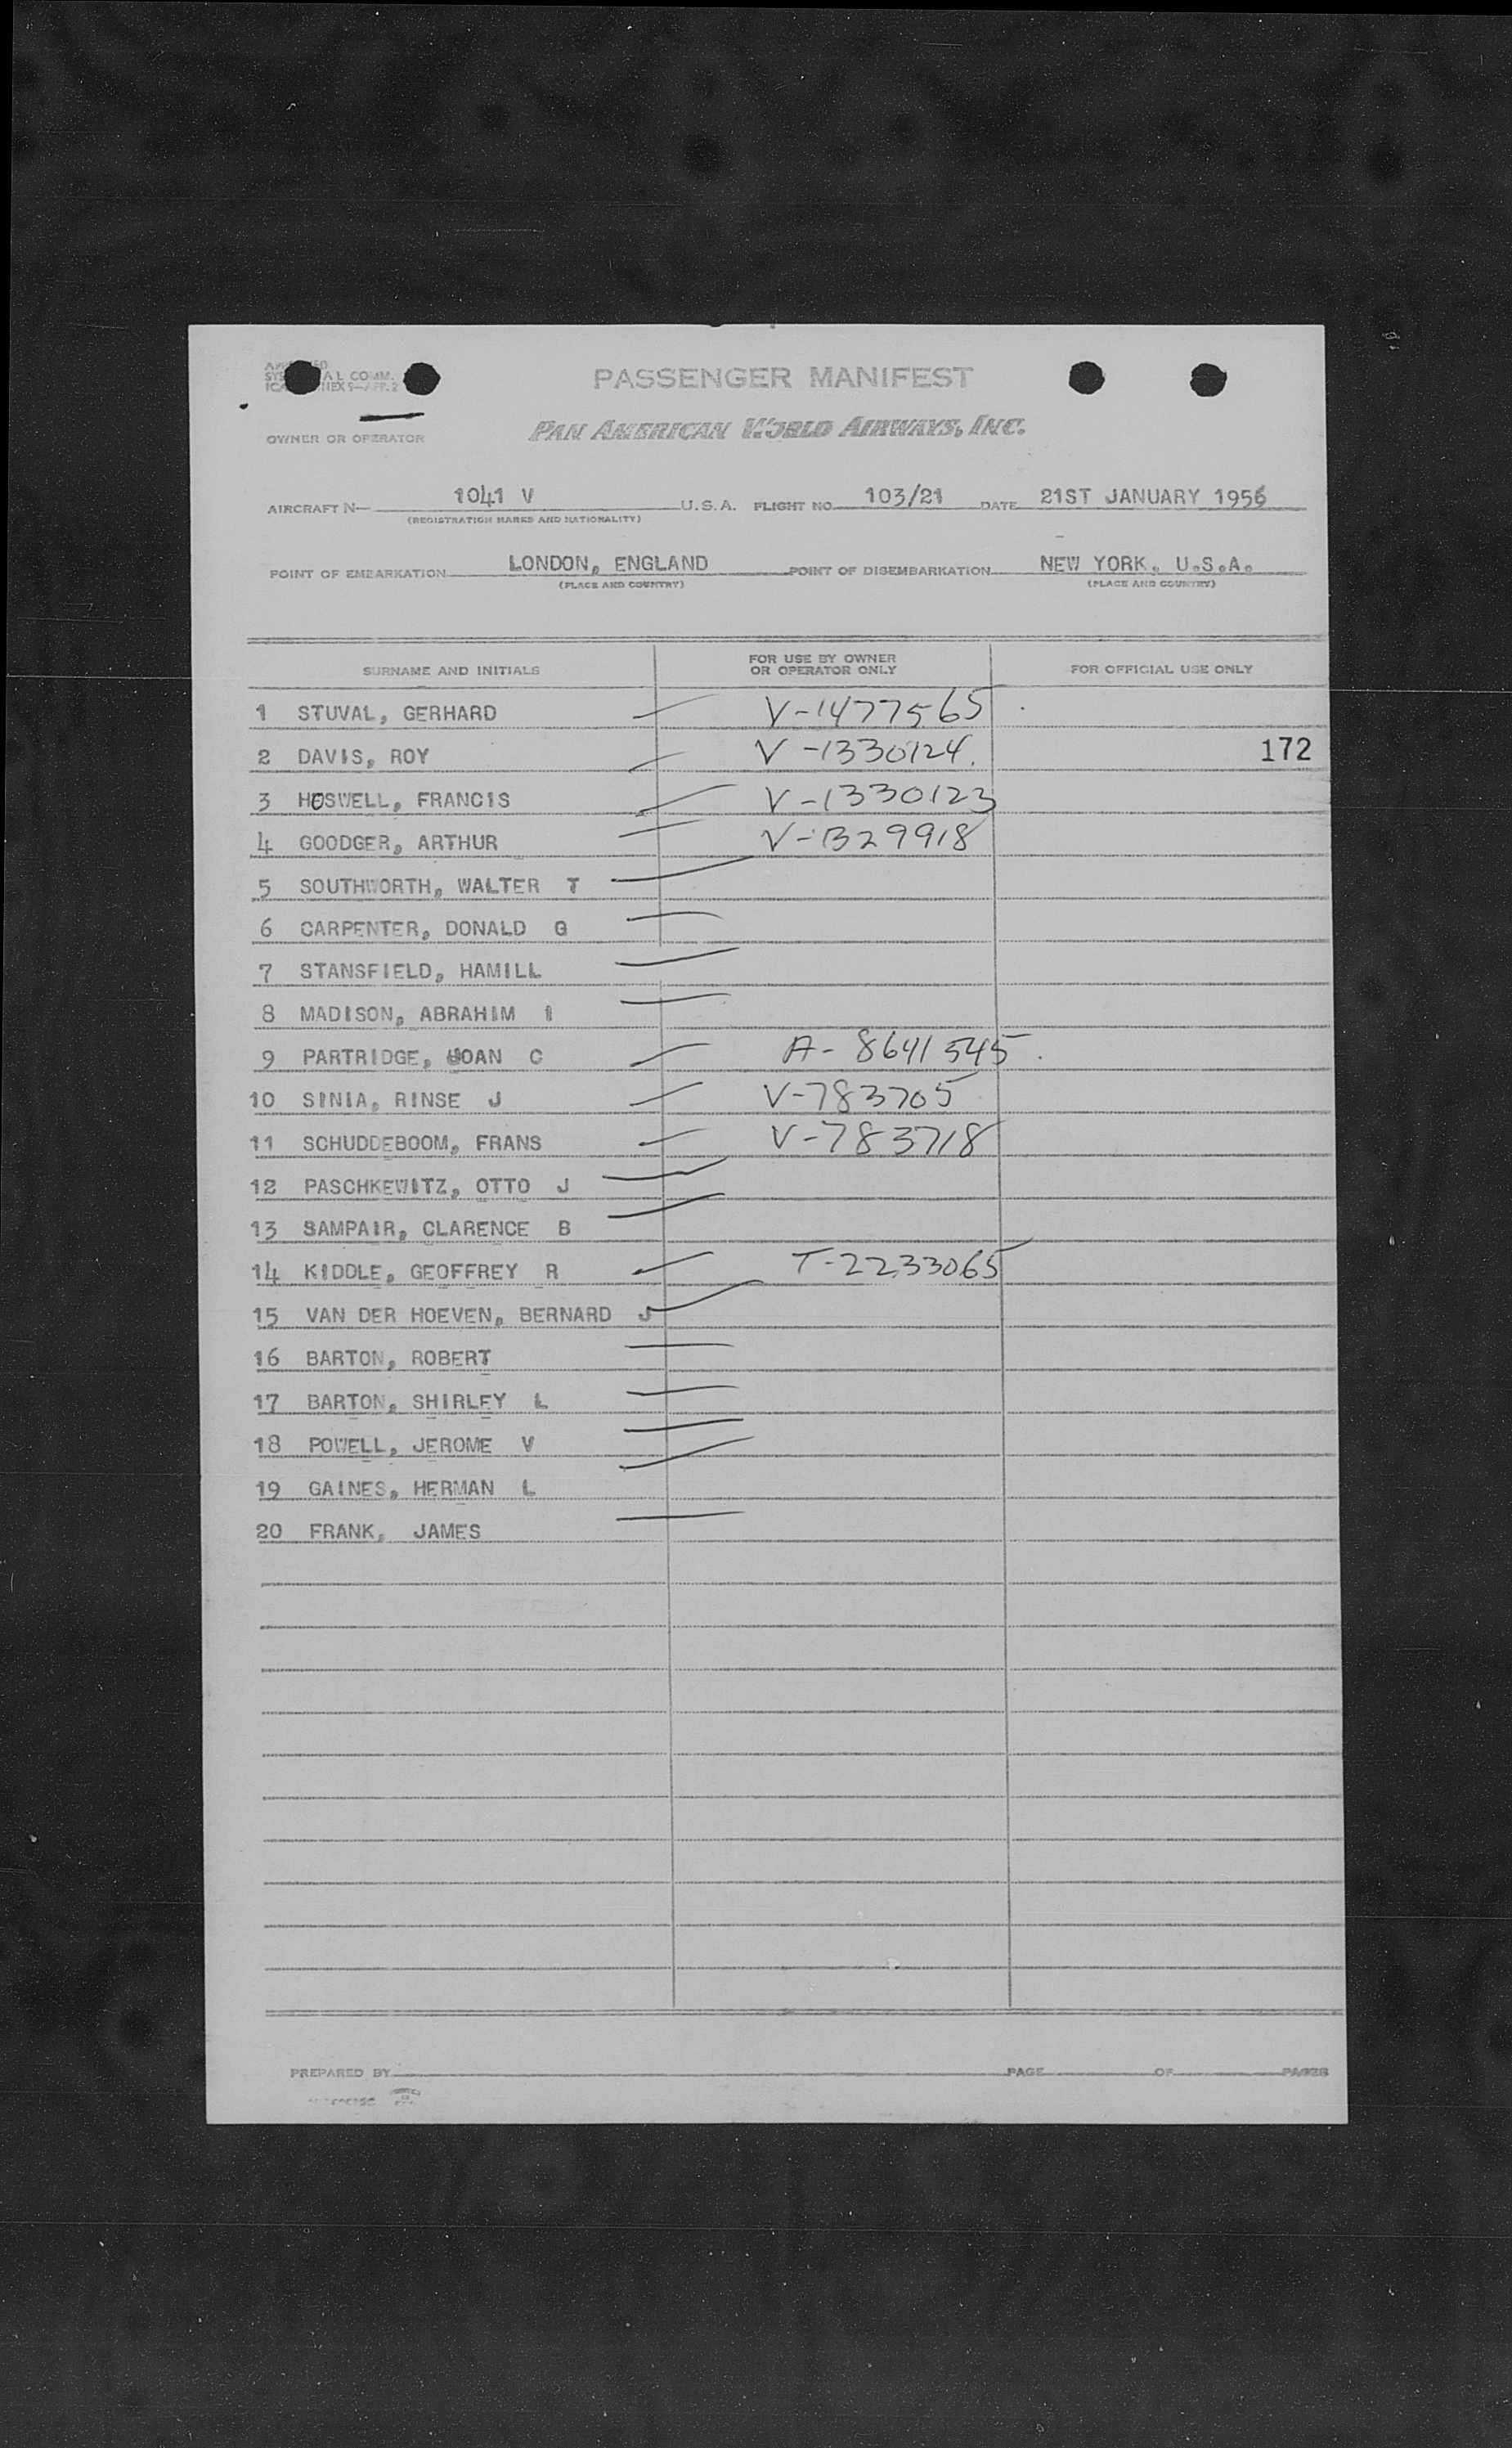 PASSENGER MANIFEST
OWNER OR OPERATOR PAN AMERICAN WORLD AIRWAYS, INC.
AIRCRAFT N— 1041 V U.S.A. FLIGHT NO. 103/21 DATE 21ST JANUARY 1956
(REGISTRATION MARKS AND NATIONALITY)
POINT OF EMBARKATION LONDON, ENGLAND POINT OF DISEMBARKATION NEW YORK, U.S.A.
(PLACE AND COUNTRY) (PLACE AND COUNTRY)
SURNAME AND INITIALS FOR USE BY OWNER OR OPERATOR ONLY FOR OFFICIAL USE ONLY
1 STUVAL, GERHARD V-1477565
2 DAVIS, ROY V-1330124. 172
3 HOSWELL, FRANCIS V-1330123
4 GOODGER, ARTHUR V-1329918
5 SOUTHWORTH, WALTER T
6 CARPENTER, DONALD G
7 STANSFIELD, HAMILL
8 MADISON, ABRAHIM I
9 PARTRIDGE, JOAN C A-8641545
10 SINIA, RINSE J V-783705
11 SCHUDDEBOOM, FRANS V-783718
12 PASCHKEWITZ, OTTO J
13 SAMPAIR, CLARENCE B
14 KIDDLE, GEOFFREY R T-2233065
15 VAN DER HOEVEN, BERNARD J
16 BARTON, ROBERT
17 BARTON, SHIRLEY L
18 POWELL, JEROME V
19 GAINES, HERMAN L
20 FRANK, JAMES
PREPARED BY PAGE OF PAGES